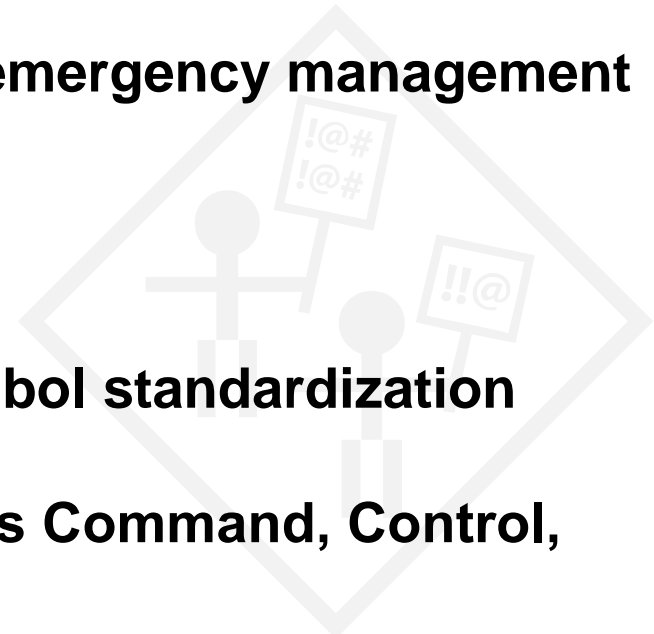 emergency management
!@#
!@#
!!@
bol standardization
s Command, Control,